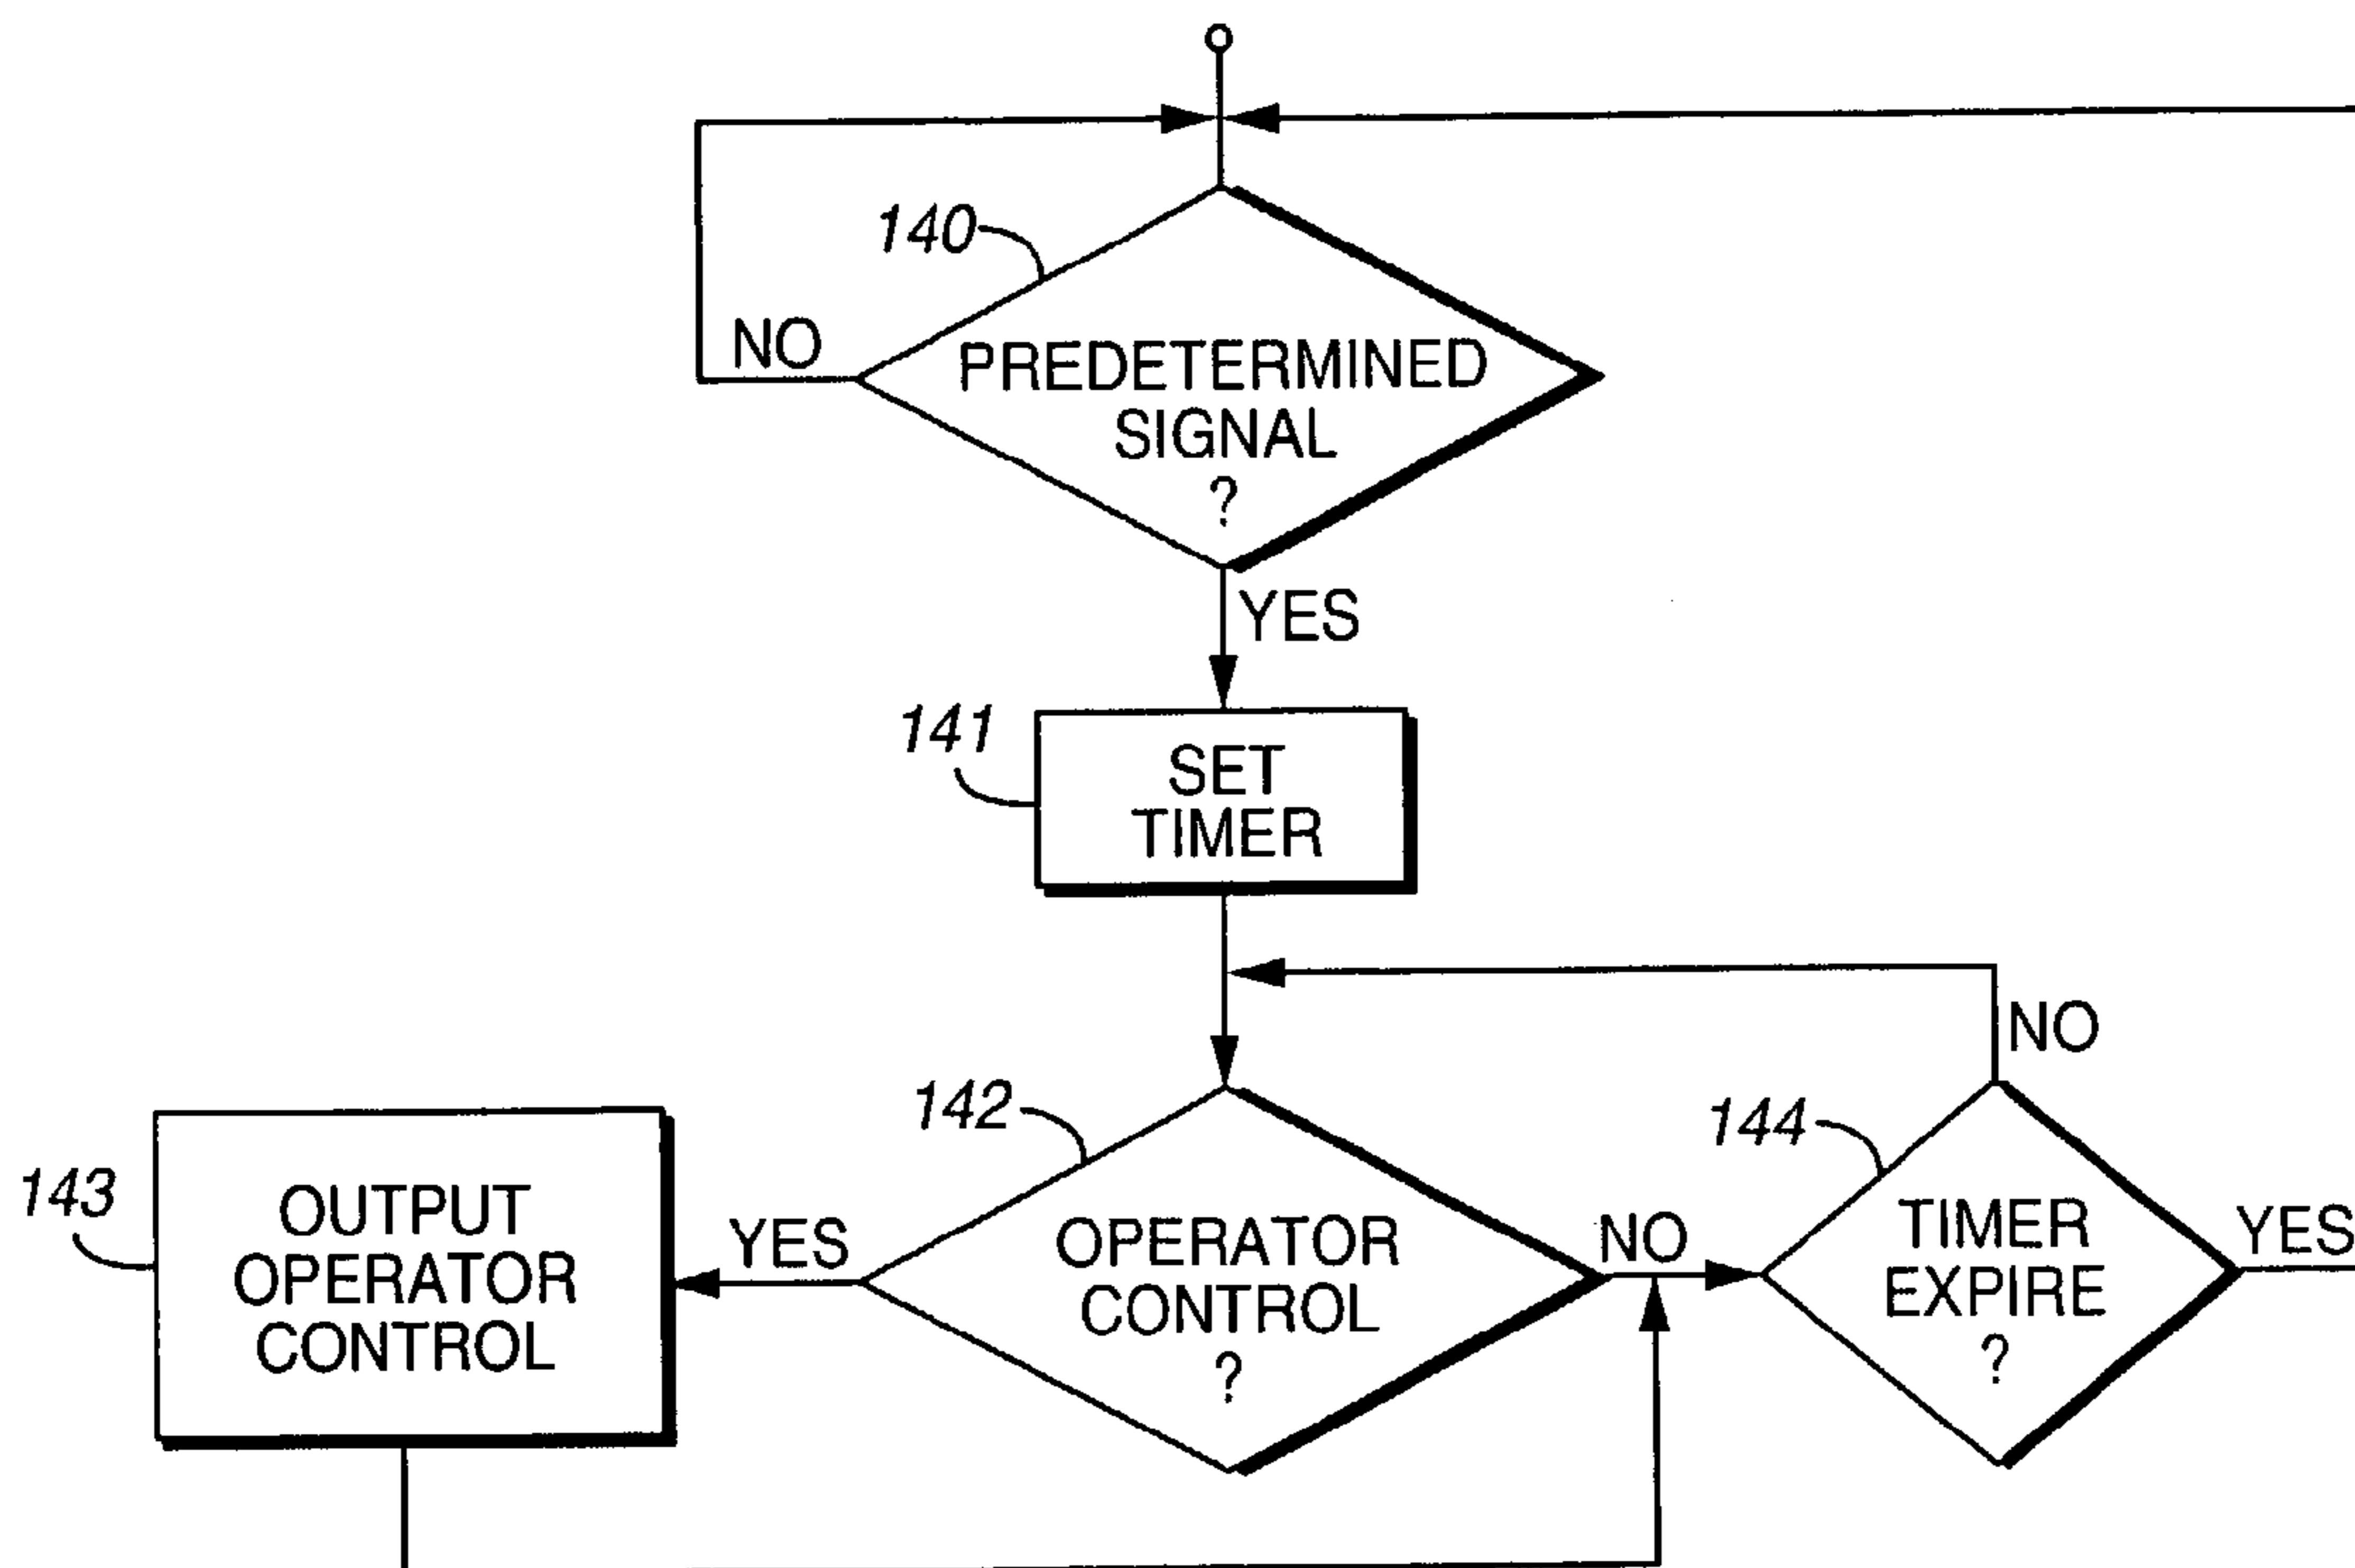 140
NO
PREDETERMINED
SIGNAL
?
YES
141
SET
TIMER
NO
142
144
143
OUTPUT
OPERATOR
CONTROL
YES
OPERATOR
CONTROL
?
NO
TIMER
EXPIRE
?
YES